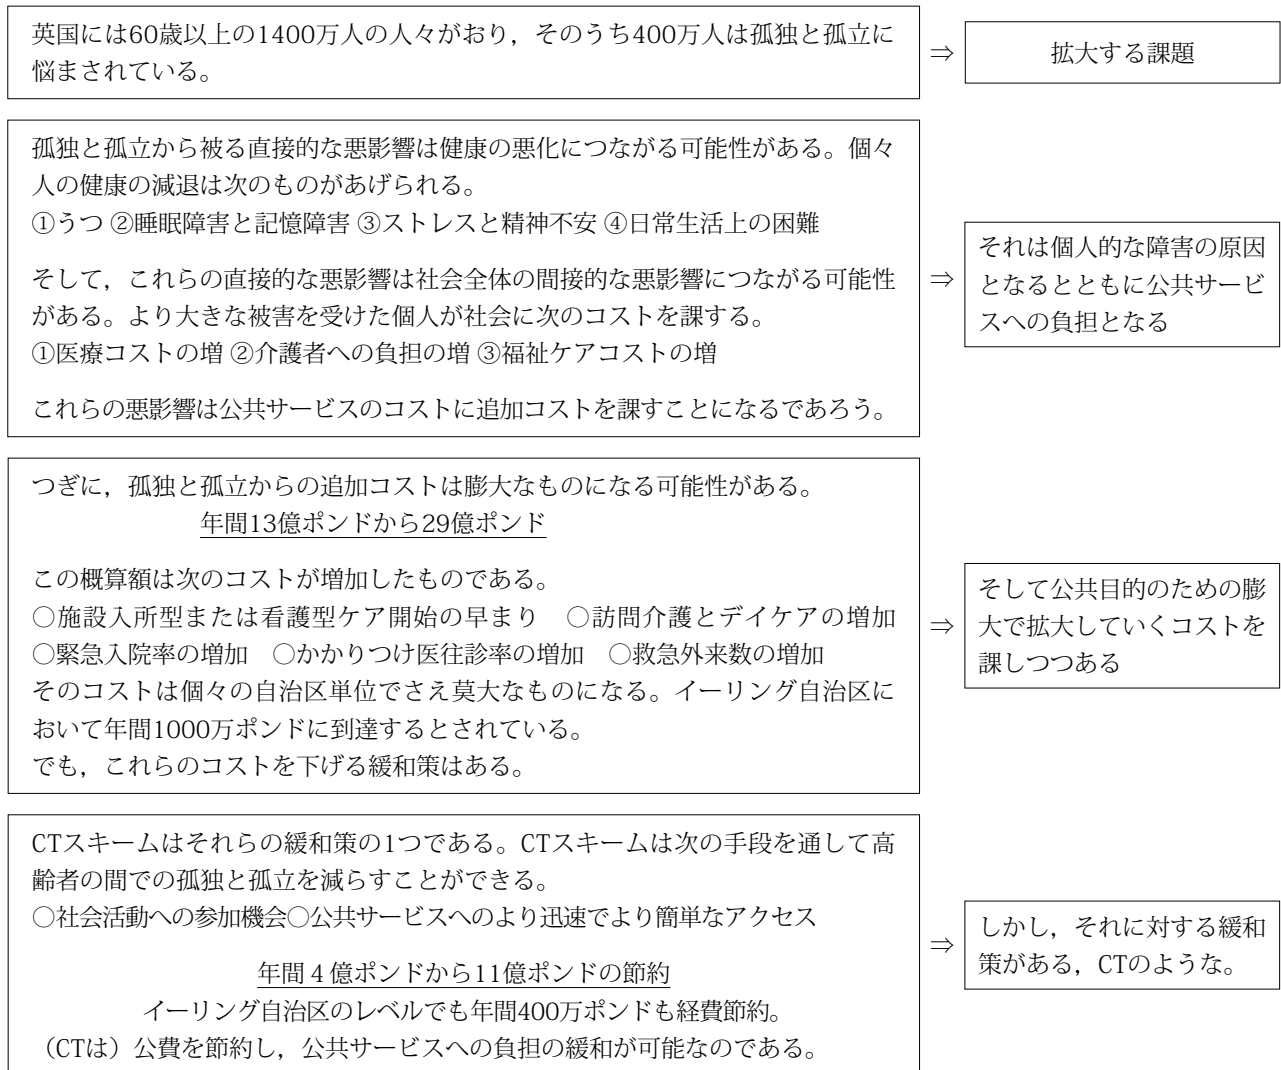 英国には60歳以上の1400万人の人々がおり，そのうち400万人は孤独と孤立に
悩まされている。
⇒
拡大する課題
孤独と孤立から被る直接的な悪影響は健康の悪化につながる可能性がある。個々
人の健康の減退は次のものがあげられる。
①うつ ②睡眠障害と記憶障害 ③ストレスと精神不安 ④日常生活上の困難
そして，これらの直接的な悪影響は社会全体の間接的な悪影響につながる可能性
がある。より大きな被害を受けた個人が社会に次のコストを課する。
①医療コストの増 ②介護者への負担の増 ③福祉ケアコストの増
これらの悪影響は公共サービスのコストに追加コストを課すことになるであろう。
⇒
それは個人的な障害の原因
となるとともに公共サービ
スへの負担となる
つぎに，孤独と孤立からの追加コストは膨大なものになる可能性がある。
年間13億ポンドから29億ポンド
この概算額は次のコストが増加したものである。
○施設入所型または看護型ケア開始の早まり　○訪問介護とデイケアの増加
○緊急入院率の増加　○かかりつけ医往診率の増加　○救急外来数の増加
そのコストは個々の自治区単位でさえ莫大なものになる。イーリング自治区に
おいて年間1000万ポンドに到達するとされている。
でも，これらのコストを下げる緩和策はある。
⇒
そして公共目的のための膨
大で拡大していくコストを
課しつつある
CTスキームはそれらの緩和策の1つである。CTスキームは次の手段を通して高
齢者の間での孤独と孤立を減らすことができる。
○社会活動への参加機会○公共サービスへのより迅速でより簡単なアクセス
年間４億ポンドから11億ポンドの節約
イーリング自治区のレベルでも年間400万ポンドも経費節約。
（CTは）公費を節約し，公共サービスへの負担の緩和が可能なのである。
⇒
しかし，それに対する緩和
策がある，CTのような。